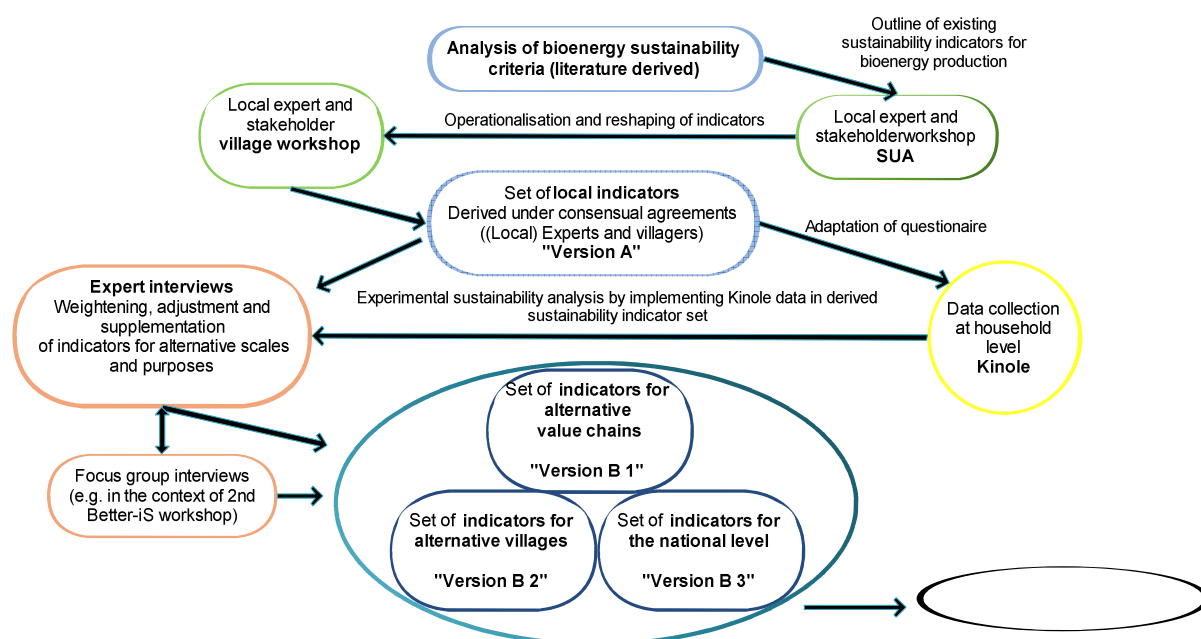 Analysis of bioenergy sustainability
criteria (literature derived)
Outline of existing
sustainability indicators for
bioenergy production
Local expert and
stakeholder
village workshop
Operationalisation and reshaping of indicators
Local expert and
stakeholderworkshop
SUA
Set of local indicators
Derived under consensual agreements
((Local) Experts and villagers)
"Version A"
Adaptation of questionaire
Expert interviews
Weightening, adjustment and
supplementation
of indicators for alternative scales
and purposes
Experimental sustainability analysis by implementing Kinole data in derived
sustainability indicator set
Data collection
at household
level
Kinole
Set of indicators for
alternative
value chains
"Version B 1"
Focus group interviews
(e.g. in the context of 2nd
Better-iS workshop)
Set of indicators for
alternative villages
"Version B 2"
Set of indicators for
the national level
"Version B 3"